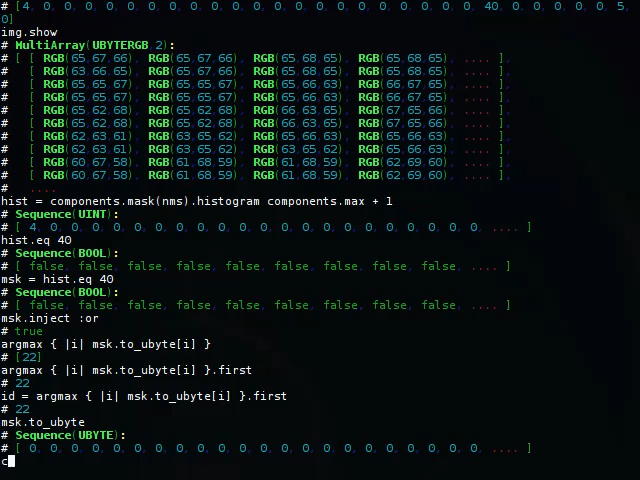 # [4, 0, 0, 0, 0, 0, 0, 0, 0, 0, 0, 0, 0, 0, 0, 0, 0, 0, 0, 0, 40, 0, 0, 0, 0, 0, 5,
0]
img.show
# MultiArray(UBYTERGB,2):
# [ [ RGB(65,67,66), RGB(65,67,66), RGB(65,68,65), RGB(65,68,65), .... ],
#   [ RGB(63,66,65), RGB(65,67,66), RGB(65,68,65), RGB(65,68,65), .... ],
#   [ RGB(65,65,67), RGB(65,65,67), RGB(65,66,63), RGB(66,67,65), .... ],
#   [ RGB(65,65,67), RGB(65,65,67), RGB(65,66,63), RGB(65,66,63), .... ],
#   [ RGB(65,62,68), RGB(65,62,68), RGB(66,63,65), RGB(67,65,66), .... ],
#   [ RGB(65,62,68), RGB(65,62,68), RGB(66,63,65), RGB(67,65,66), .... ],
#   [ RGB(62,63,61), RGB(63,65,62), RGB(65,66,63), RGB(65,66,63), .... ],
#   [ RGB(62,63,61), RGB(63,65,62), RGB(63,65,62), RGB(65,66,63), .... ],
#   [ RGB(60,67,58), RGB(61,68,59), RGB(61,68,59), RGB(62,69,60), .... ],
#   [ RGB(60,67,58), RGB(61,68,59), RGB(61,68,59), RGB(62,69,60), .... ],
#   ....
hist = components.mask(nms).histogram components.max + 1
# Sequence(UINT):
# [ 4, 0, 0, 0, 0, 0, 0, 0, 0, 0, 0, 0, 0, 0, 0, 0, 0, 0, 0, 0, 0, 0, .... ]
hist.eq 40
# Sequence(BOOL):
# [ false, false, false, false, false, false, false, false, false, .... ]
msk = hist.eq 40
# Sequence(BOOL):
# [ false, false, false, false, false, false, false, false, false, .... ]
msk.inject :or
# true
argmax { |i| msk.to_ubyte[i] }
# [22]
argmax { |i| msk.to_ubyte[i] }.first
# 22
id = argmax { |i| msk.to_ubyte[i] }.first
# 22
msk.to_ubyte
# Sequence(UBYTE):
# [ 0, 0, 0, 0, 0, 0, 0, 0, 0, 0, 0, 0, 0, 0, 0, 0, 0, 0, 0, 0, 0, 0, .... ]
c